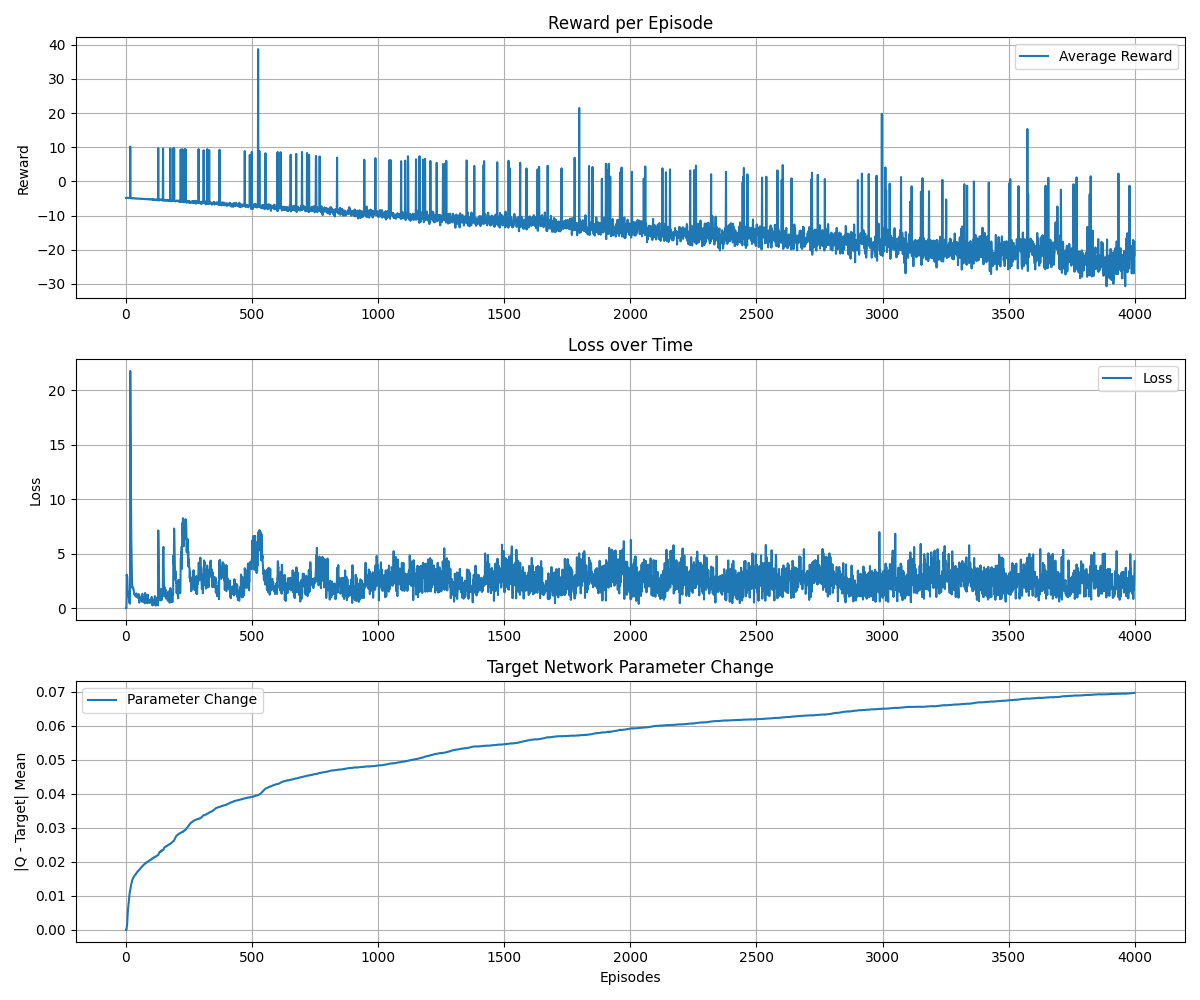 Reward per Episode
Reward
40
30
20
10
0
−10
−20
−30
Average Reward
0 500 1000 1500 2000 2500 3000 3500 4000
Loss over Time
Loss
20
15
10
5
0
Loss
0 500 1000 1500 2000 2500 3000 3500 4000
Target Network Parameter Change
|Q - Target| Mean
0.07
0.06
0.05
0.04
0.03
0.02
0.01
0.00
Parameter Change
0 500 1000 1500 2000 2500 3000 3500 4000
Episodes